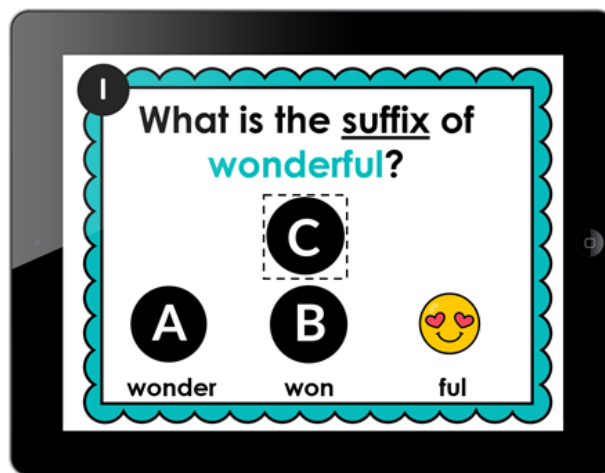 1
What is the suffix of
wonderful?
C
A B
wonder won ful